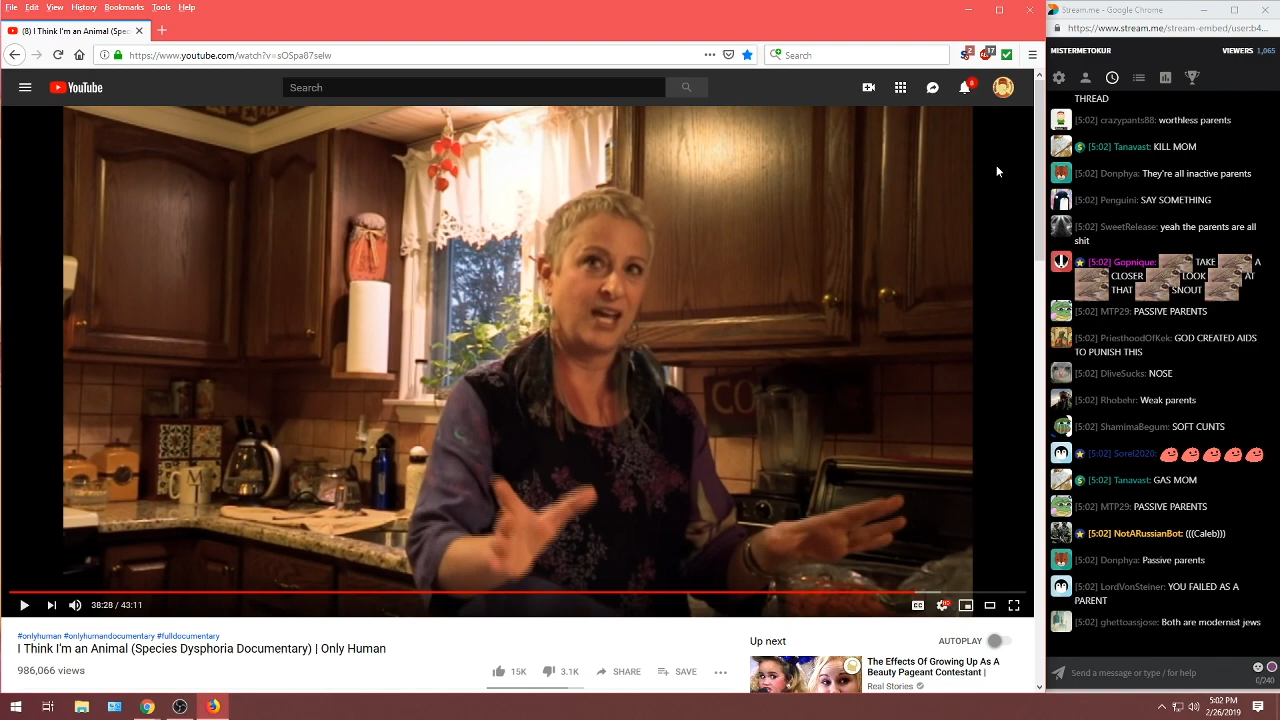 File Edit View History Bookmarks Tools Help
(8) I Think I'm an Animal (Spec
https://www.youtube.com/watch?v=sOSpa87selw
Search
2
17
YouTube
Search
8
CO
38:28 / 43:11
CC
HD
#onlyhuman #onlyhumandocumentary #fulldocumentary
I Think I'm an Animal (Species Dysphoria Documentary) | Only Human
986,066 views
15K
3.1K
SHARE
SAVE
Up next
AUTOPLAY
The Effects Of Growing Up As A
Beauty Pageant Contestant |
Real Stories
Stream.me - Google Chrome
https://www.stream.me/stream-embed/user:b4...
MISTERMETOKUR
VIEWERS 1,065
THREAD
[5:02] crazypants88: worthless parents
[5:02] Tanavast: KILL MOM
[5:02] Donphya: They're all inactive parents
[5:02] Penguini: SAY SOMETHING
[5:02] SweetRelease: yeah the parents are all
shit
[5:02] Gopnique: TAKE A
CLOSER LOOK AT
THAT SNOUT
[5:02] MTP29: PASSIVE PARENTS
[5:02] PriesthoodOfKek: GOD CREATED AIDS
TO PUNISH THIS
[5:02] DliveSucks: NOSE
[5:02] Rhobehr: Weak parents
[5:02] ShamimaBegum: SOFT CUNTS
[5:02] Sorel2020:
[5:02] Tanavast: GAS MOM
[5:02] MTP29: PASSIVE PARENTS
[5:02] NotARussianBot: (((Caleb)))
[5:02] Donphya: Passive parents
[5:02] LordVonSteiner: YOU FAILED AS A
PARENT
[5:02] ghettoassjose: Both are modernist jews
Send a message or type / for help
0/240
5:02 PM
2/26/2019